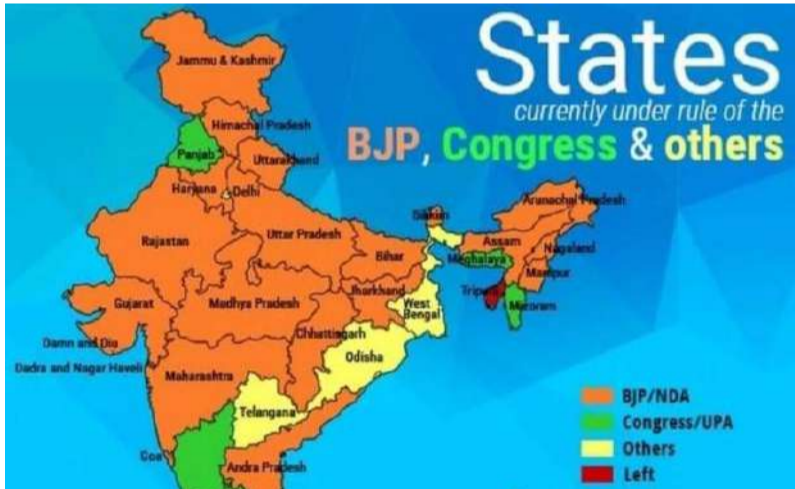 States
currently under rule of the
BJP, Congress & others
Jammu & Kashmir
Himachal Pradesh
Panjab
Uttarakhand
Haryana
Delhi
Rajastan
Uttar Pradesh
Bihar
Sikkim
Arunachal Pradesh
Assam
Nagaland
Meghalaya
Manipur
Tripura
Mizoram
Gujarat
Madhya Pradesh
Jharkhand
West
Bengal
Chhattisgarh
Odisha
Damn and Diu
Dadra and Nagar Haveli
Maharashtra
Telangana
Goa
Andra Pradesh
BJP/NDA
Congress/UPA
Others
Left